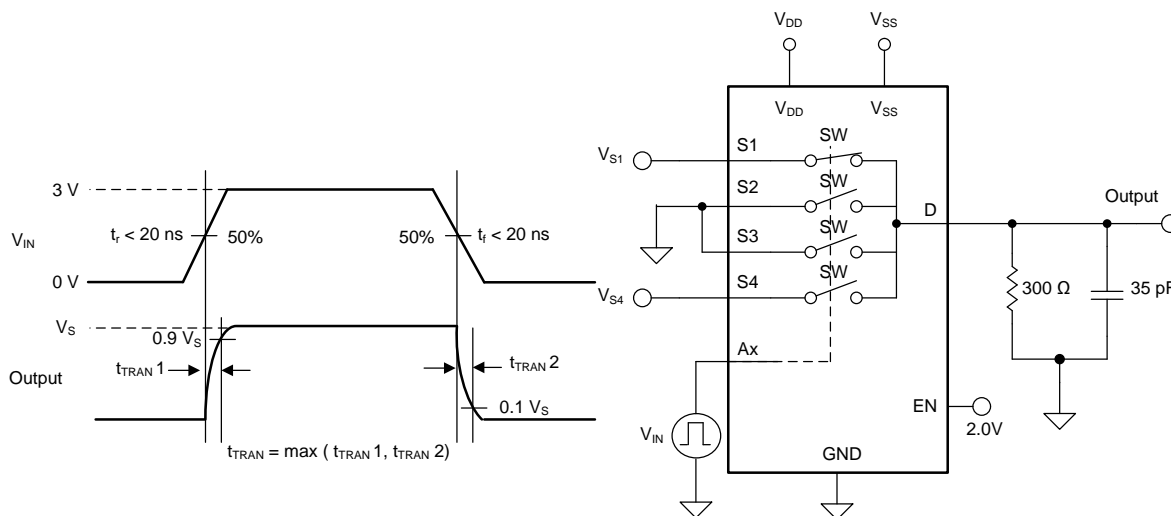 3 V
V_IN
t_r < 20 ns
50%
50%
t_f < 20 ns
0 V
V_S
0.9 V_S
Output
t_TRAN 1
t_TRAN 2
0.1 V_S
t_TRAN = max ( t_TRAN 1, t_TRAN 2)
V_DD
V_SS
V_DD
V_SS
V_S1
S1
SW
S2
SW
S3
SW
S4
SW
V_S4
D
Output
300 Ω
35 pF
Ax
V_IN
EN
2.0V
GND